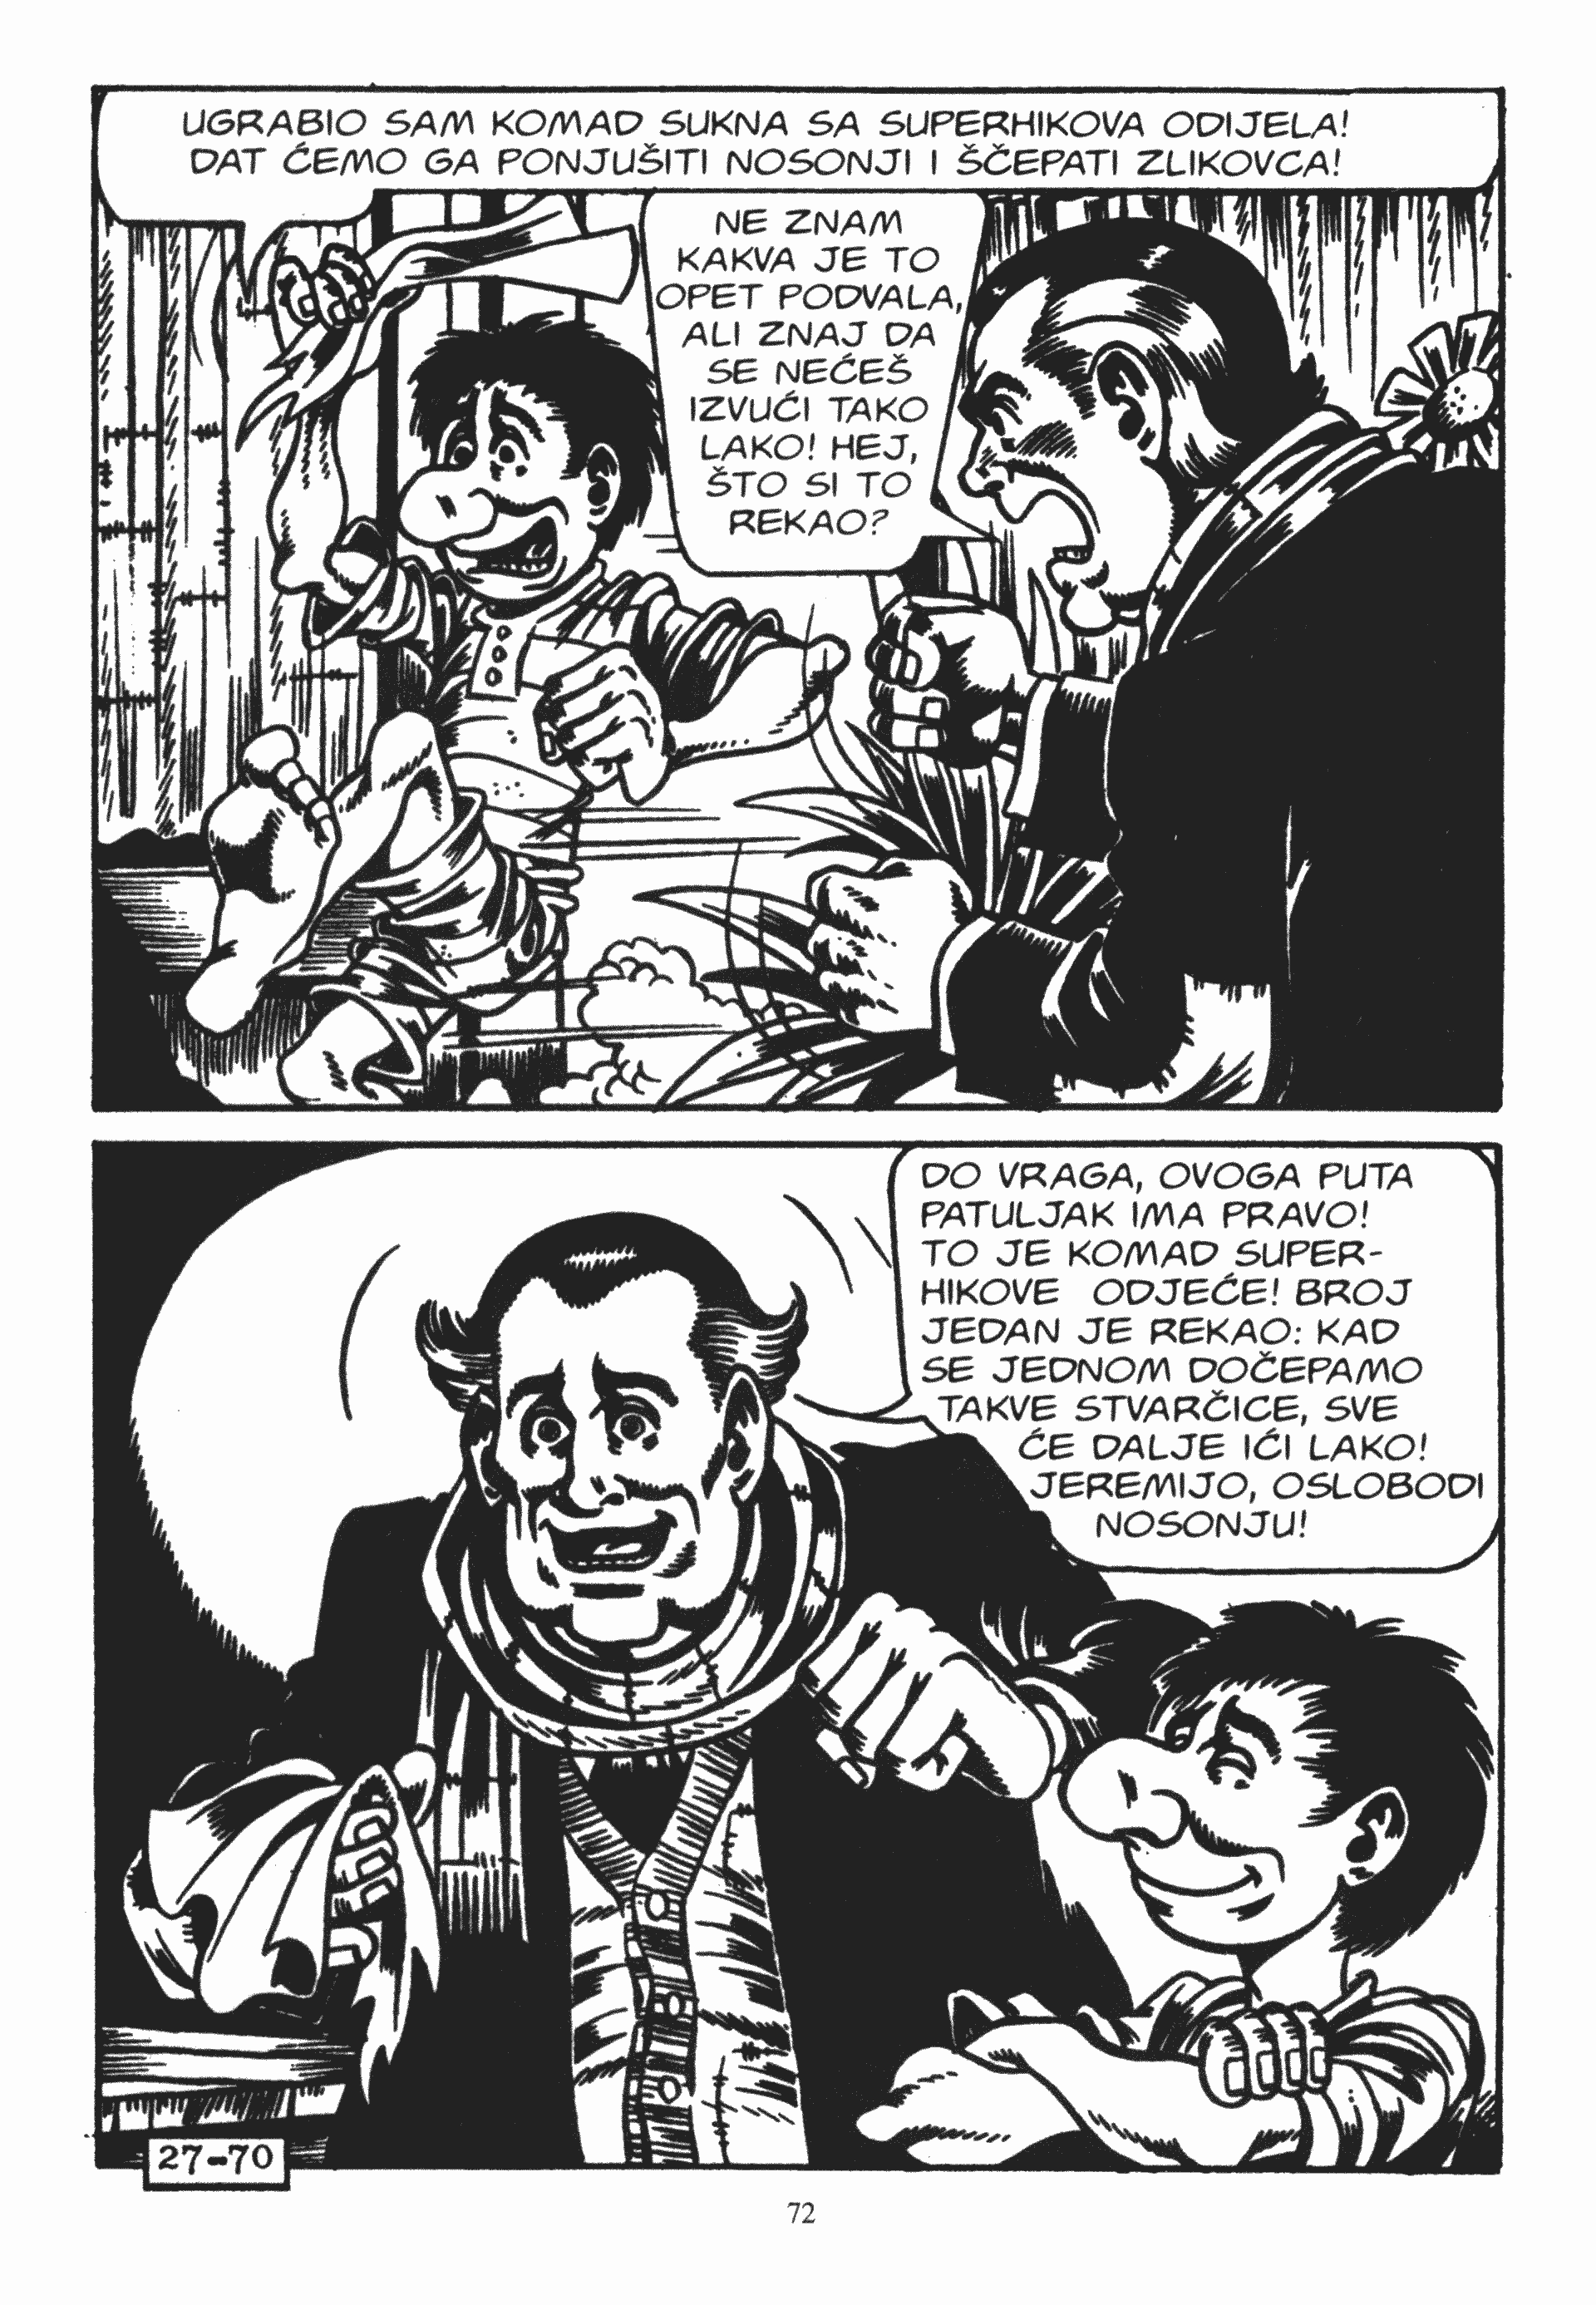 UGRABIO SAM KOMAD SUKNA SA SUPERHIKOVA ODIJELA!
DAT ĆEMO GA PONJUŠITI NOSONJI I ŠČEPATI ZLIKOVCA!
NE ZNAM
KAKVA JE TO
OPET PODVALA,
ALI ZNAJ DA
SE NEĆEŠ
IZVUĆI TAKO
LAKO! HEJ,
ŠTO SI TO
REKAO?
DO VRAGA, OVOGA PUTA
PATULJAK IMA PRAVO!
TO JE KOMAD SUPER-
HIKOVE ODJEĆE! BROJ
JEDAN JE REKAO: KAD
SE JEDNOM DOČEPAMO
TAKVE STVARČICE, SVE
ĆE DALJE IĆI LAKO!
JEREMIJO, OSLOBODI
NOSONJU!
27-70
72